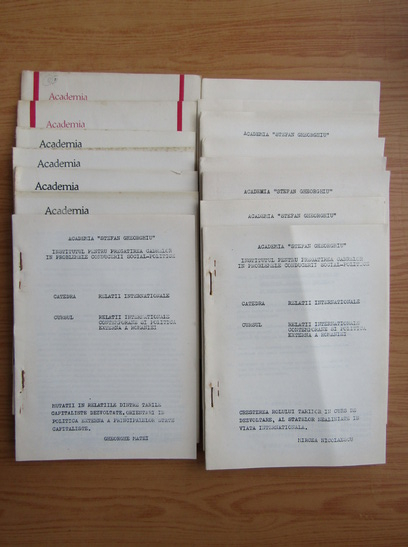 Academia
Academia
Academia
Academia
Academia
Academia
ACADEMIA "STEFAN GHEORGHIU"
INSTITUTUL PENTRU PREGATIREA CADRELOR
IN PROBLEMELE CONDUCERII SOCIAL-POLITICE
CATEDRA RELATII INTERNATIONALE
CURSUL RELATII INTERNATIONALE
CONTEMPORANE SI POLITICA
EXTERNA A ROMANIEI
MUTATII IN RELATIILE DINTRE TARILE
CAPITALISTE DEZVOLTATE, ORIENTARI IN
POLITICA EXTERNA A PRINCIPALELOR STATE
CAPITALISTE.
GHEORGHE MATEI
ACADEMIA "STEFAN GHEORGHIU"
ACADEMIA "STEFAN GHEORGHIU"
ACADEMIA "STEFAN GHEORGHIU"
ACADEMIA "STEFAN GHEORGHIU"
INSTITUTUL PENTRU PREGATIREA CADRELOR
IN PROBLEMELE CONDUCERII SOCIAL-POLITICE
CATEDRA RELATII INTERNATIONALE
CURSUL RELATII INTERNATIONALE
CONTEMPORANE SI POLITICA
EXTERNA A ROMANIEI
CRESTEREA ROLULUI TARILOR IN CURS DE
DEZVOLTARE, AL STATELOR NEALINIATE IN
VIATA INTERNATIONALA.
MIRCEA NICOLAESCU